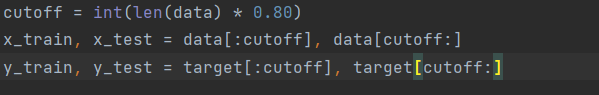 cutoff = int(len(data) * 0.80)
x_train, x_test = data[:cutoff], data[cutoff:]
y_train, y_test = target[:cutoff], target[cutoff:]